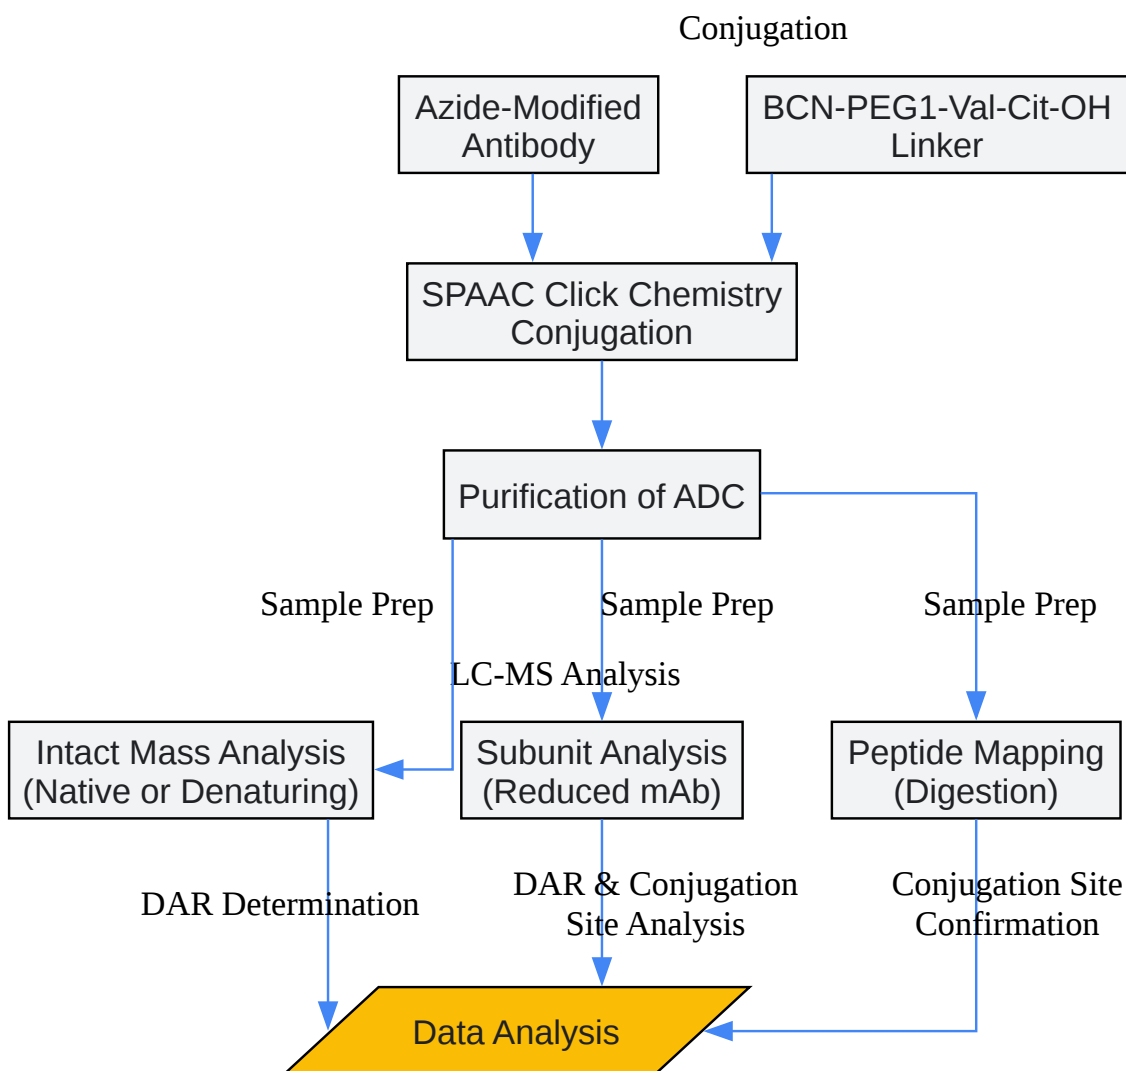 Conjugation
Azide-Modified
Antibody
BCN-PEG1-Val-Cit-OH
Linker
SPAAC Click Chemistry
Conjugation
Purification of ADC
Sample Prep
Sample Prep
Sample Prep
LC-MS Analysis
Intact Mass Analysis
(Native or Denaturing)
Subunit Analysis
(Reduced mAb)
Peptide Mapping
(Digestion)
DAR Determination
DAR & Conjugation
Site Analysis
Conjugation Site
Confirmation
Data Analysis